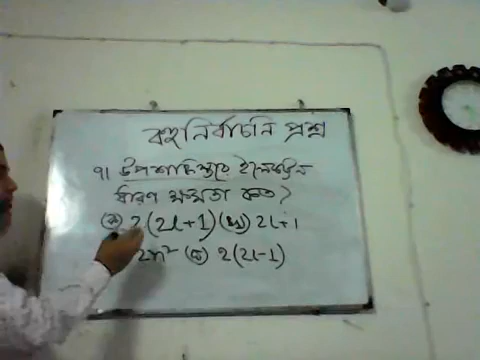 বহুনির্বাচনি প্রশ্ন
৭। উপশক্তিস্তরে ইলেকট্রন
ধারণ ক্ষমতা কত?
(ক) 2(2l+1) (খ) 2l+1
2n² (ঘ) 2(2l-1)